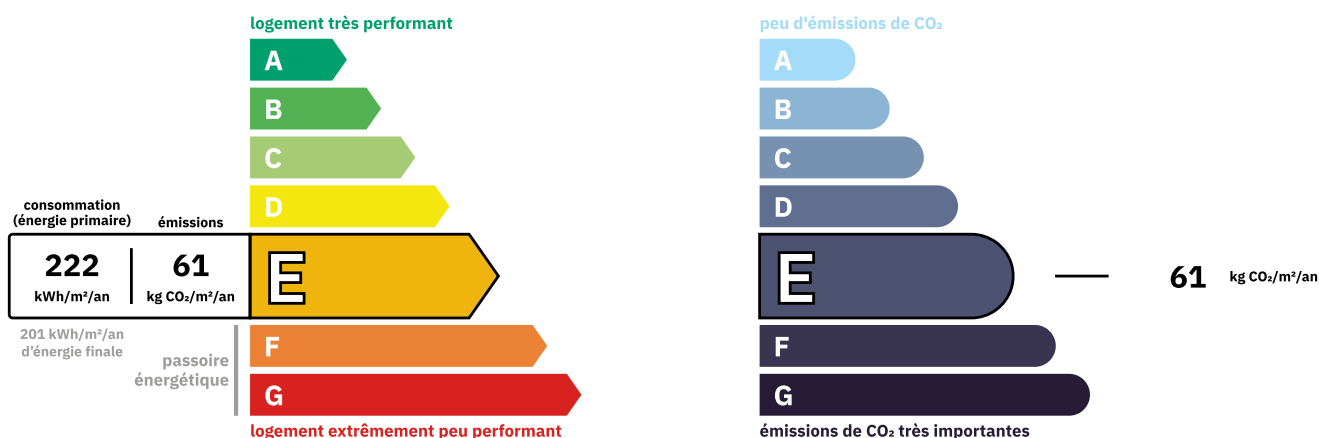 logement très performant
A
B
C
D
consommation
(énergie primaire)
émissions
222
kWh/m²/an
61
kg CO₂/m²/an
E
201 kWh/m²/an
d'énergie finale
passoire
énergétique
F
G
logement extrêmement peu performant
peu d'émissions de CO₂
A
B
C
D
E
61 kg CO₂/m²/an
F
G
émissions de CO₂ très importantes